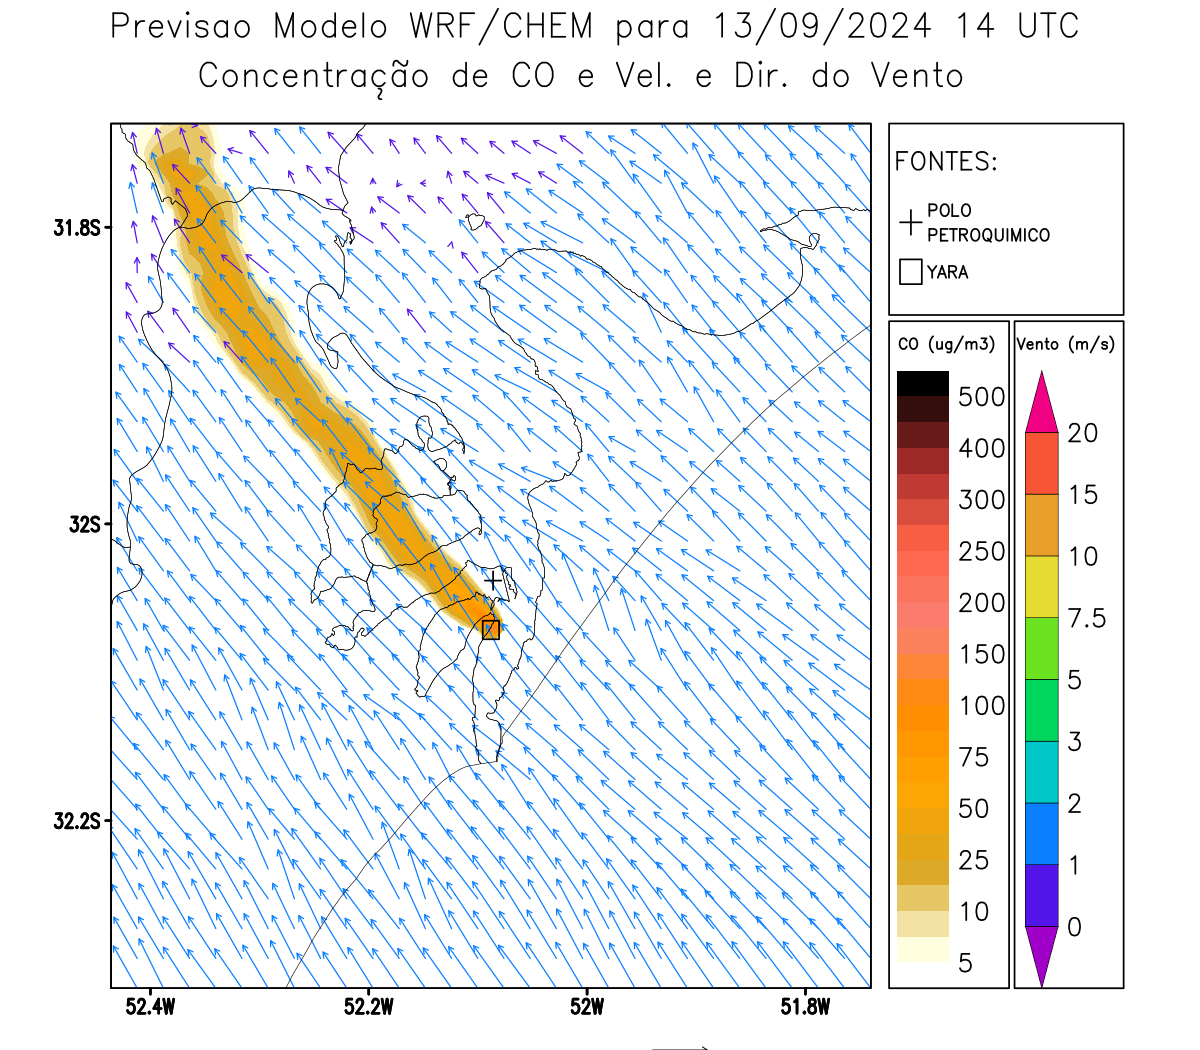 Previsao Modelo WRF/CHEM para 13/09/2024 14 UTC
Concentração de CO e Vel. e Dir. do Vento
FONTES:
POLO
PETROQUIMICO
YARA
CO (ug/m3)
500
400
300
250
200
150
100
75
50
25
10
5
Vento (m/s)
20
15
10
7.5
5
3
2
1
0
31.8S
32S
32.2S
52.4W
52.2W
52W
51.8W